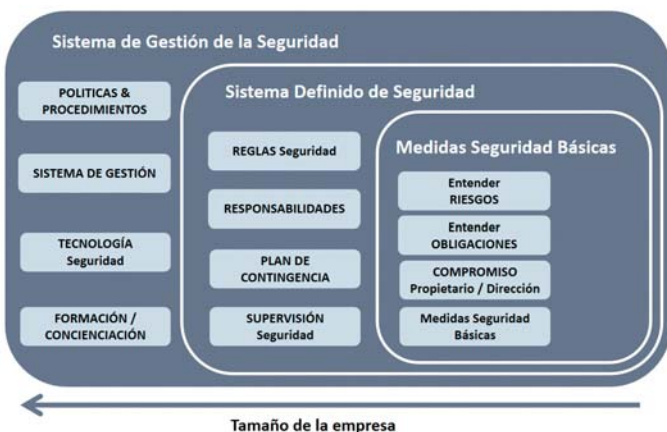 Sistema de Gestión de la Seguridad
POLITICAS &
PROCEDIMIENTOS
SISTEMA DE GESTIÓN
TECNOLOGÍA
Seguridad
FORMACIÓN /
CONCIENCIACIÓN
Sistema Definido de Seguridad
REGLAS Seguridad
RESPONSABILIDADES
PLAN DE
CONTINGENCIA
SUPERVISIÓN
Seguridad
Medidas Seguridad Básicas
Entender
RIESGOS
Entender
OBLIGACIONES
COMPROMISO
Propietario / Dirección
Medidas Seguridad
Básicas
Tamaño de la empresa